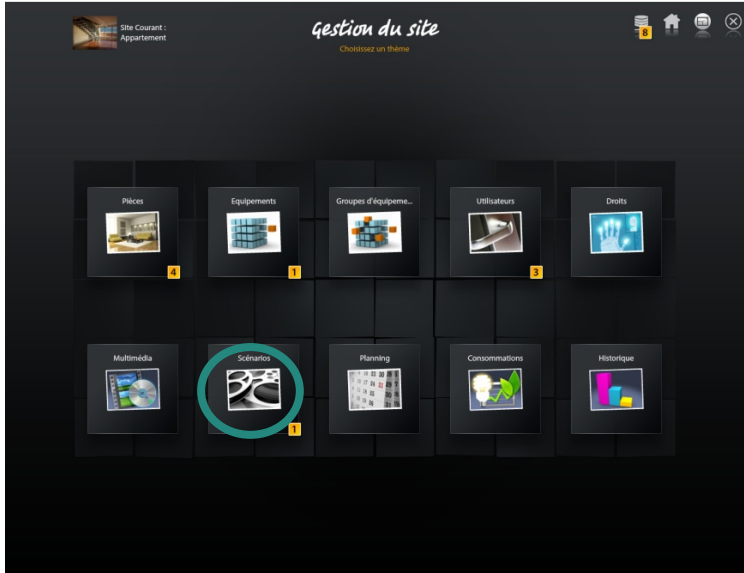 Site Courant :
Appartement
Gestion du site
Choisissez un thème
8
Pièces
Equipements
Groupes d'équipeme...
Utilisateurs
Droits
4
1
3
Multimédia
Scénarios
Planning
Consommations
Historique
1